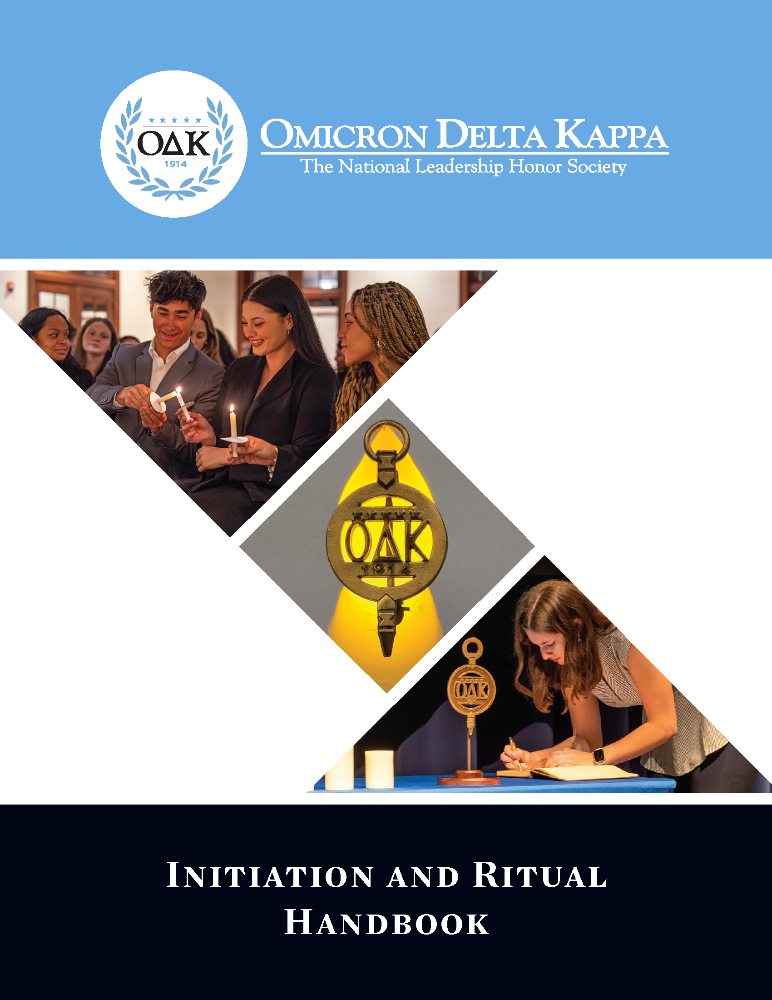 ★★★★★
ΟΔΚ
1914
OMICRON DELTA KAPPA
The National Leadership Honor Society
ΟΔΚ
1914
ΟΔΚ
INITIATION AND RITUAL
HANDBOOK